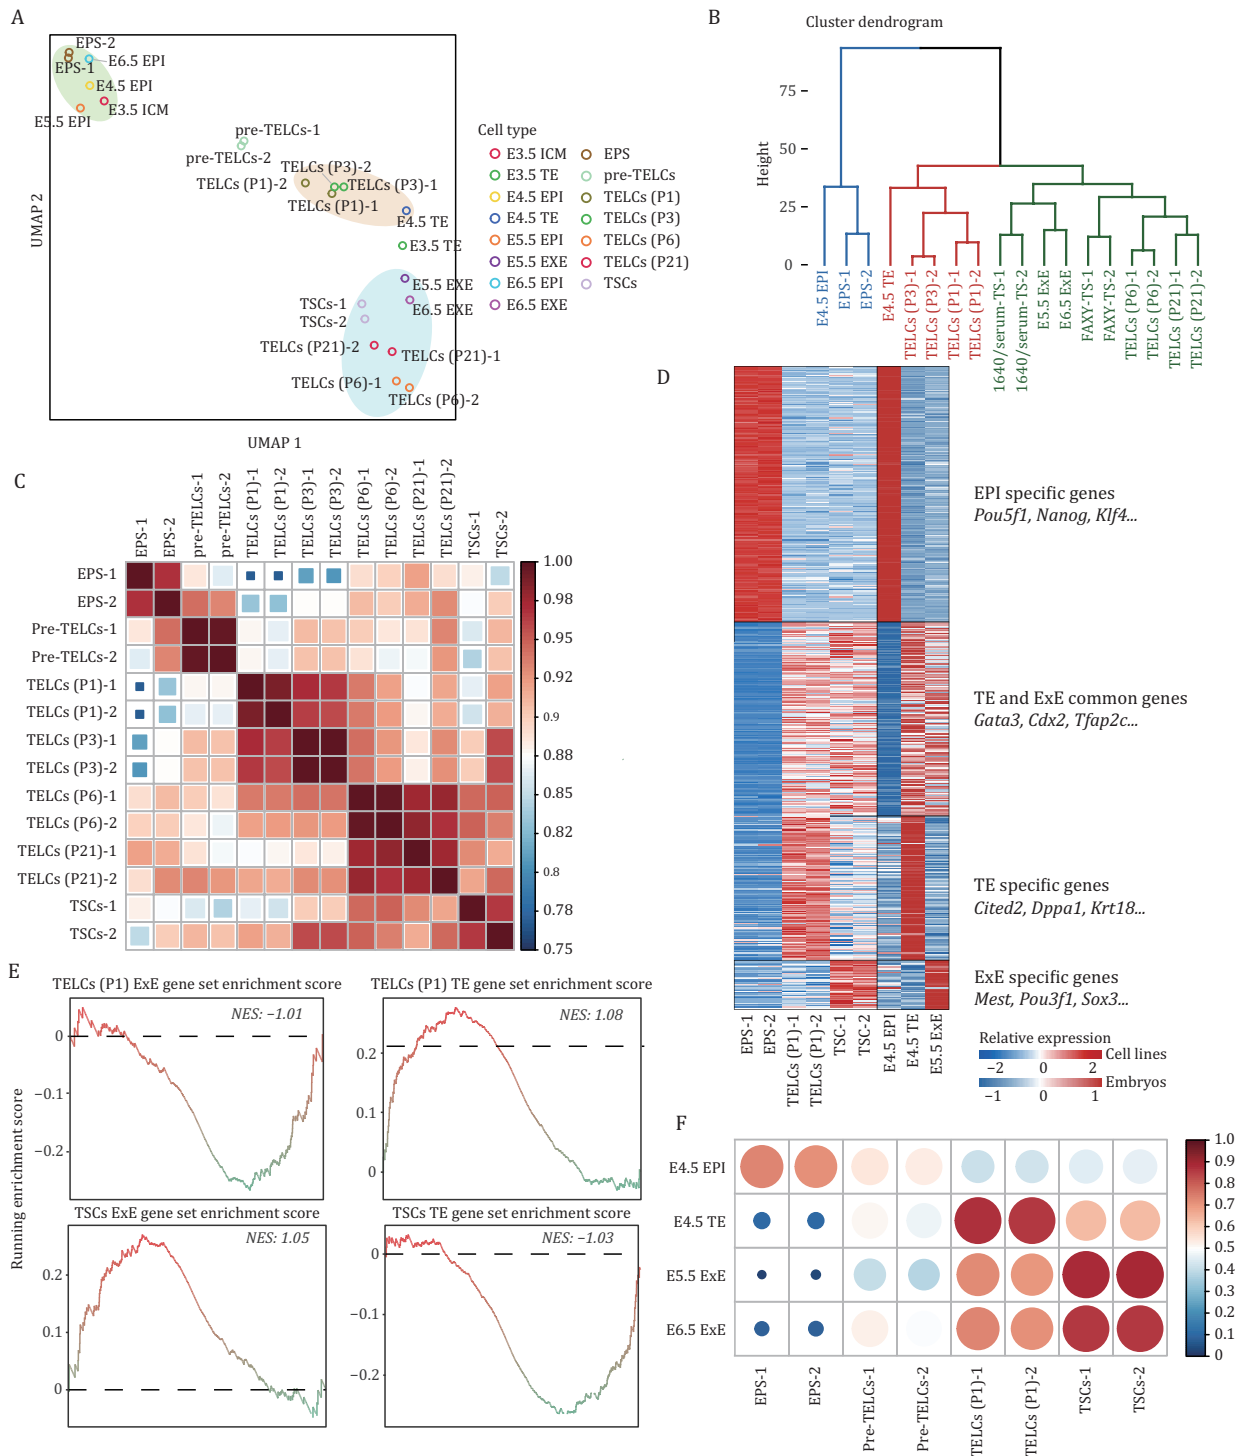 A
EPS-2
E6.5 EPI
EPS-1
E4.5 EPI
E3.5 ICM
E5.5 EPI
pre-TELCs-1
pre-TELCs-2
TELCs (P3)-2
TELCs (P1)-2
TELCs (P3)-1
TELCs (P1)-1
E4.5 TE
E3.5 TE
E5.5 EXE
TSCs-1
E6.5 EXE
TSCs-2
TELCs (P21)-2
TELCs (P21)-1
TELCs (P6)-1
TELCs (P6)-2
UMAP 2
UMAP 1
Cell type
E3.5 ICM
E3.5 TE
E4.5 EPI
E4.5 TE
E5.5 EPI
E5.5 EXE
E6.5 EPI
E6.5 EXE
EPS
pre-TELCs
TELCs (P1)
TELCs (P3)
TELCs (P6)
TELCs (P21)
TSCs
B
Cluster dendrogram
Height
75
50
25
0
E4.5 EPI
EPS-1
EPS-2
E4.5 TE
TELCs (P3)-1
TELCs (P3)-2
TELCs (P1)-1
TELCs (P1)-2
1640/serum-TS-1
1640/serum-TS-2
E5.5 ExE
E6.5 ExE
FAXY-TS-1
FAXY-TS-2
TELCs (P6)-1
TELCs (P6)-2
TELCs (P21)-1
TELCs (P21)-2
C
EPS-1
EPS-2
pre-TELCs-1
pre-TELCs-2
TELCs (P1)-1
TELCs (P1)-2
TELCs (P3)-1
TELCs (P3)-2
TELCs (P6)-1
TELCs (P6)-2
TELCs (P21)-1
TELCs (P21)-2
TSCs-1
TSCs-2
EPS-1
EPS-2
Pre-TELCs-1
Pre-TELCs-2
TELCs (P1)-1
TELCs (P1)-2
TELCs (P3)-1
TELCs (P3)-2
TELCs (P6)-1
TELCs (P6)-2
TELCs (P21)-1
TELCs (P21)-2
TSCs-1
TSCs-2
1.00
0.98
0.95
0.92
0.9
0.88
0.85
0.82
0.8
0.78
0.75
D
EPI specific genes
Pou5f1, Nanog, Klf4...
TE and ExE common genes
Gata3, Cdx2, Tfap2c...
TE specific genes
Cited2, Dppa1, Krt18...
ExE specific genes
Mest, Pou3f1, Sox3...
EPS-1
EPS-2
TELCs (P1)-1
TELCs (P1)-2
TSC-1
TSC-2
E4.5 EPI
E4.5 TE
E5.5 ExE
Relative expression
Cell lines
−2 0 2
Embryos
−1 0 1
E
Running enrichment score
TELCs (P1) ExE gene set enrichment score
NES: −1.01
0
−0.1
−0.2
TELCs (P1) TE gene set enrichment score
NES: 1.08
0.2
0.1
0
TSCs ExE gene set enrichment score
NES: 1.05
0.2
0.1
0
TSCs TE gene set enrichment score
NES: −1.03
0
−0.1
−0.2
F
E4.5 EPI
E4.5 TE
E5.5 ExE
E6.5 ExE
EPS-1
EPS-2
Pre-TELCs-1
Pre-TELCs-2
TELCs (P1)-1
TELCs (P1)-2
TSCs-1
TSCs-2
1.0
0.9
0.8
0.7
0.6
0.5
0.4
0.3
0.2
0.1
0